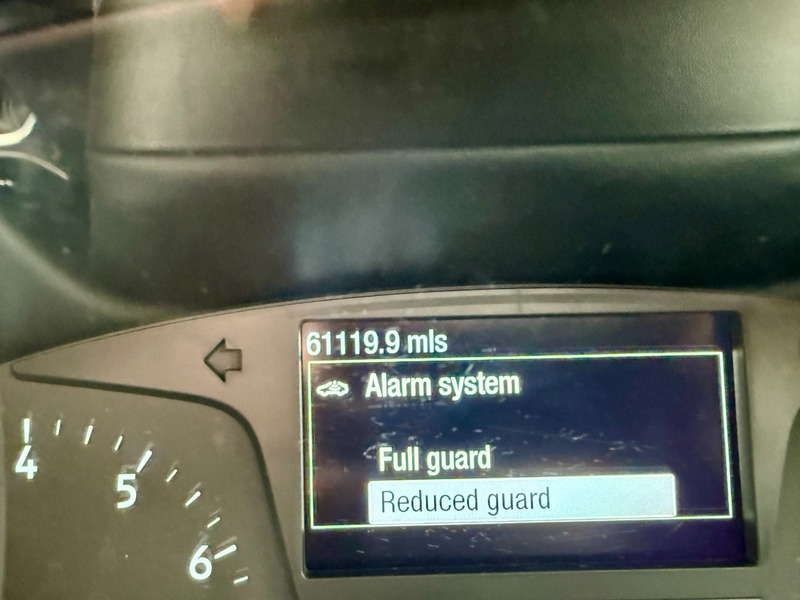 61119.9 mls
Alarm system
Full guard
Reduced guard
4
5
6